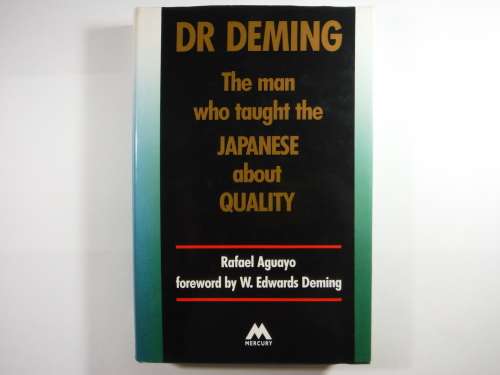 DR DEMING
The man
who taught the
JAPANESE
about
QUALITY
Rafael Aguayo
foreword by W. Edwards Deming
MERCURY